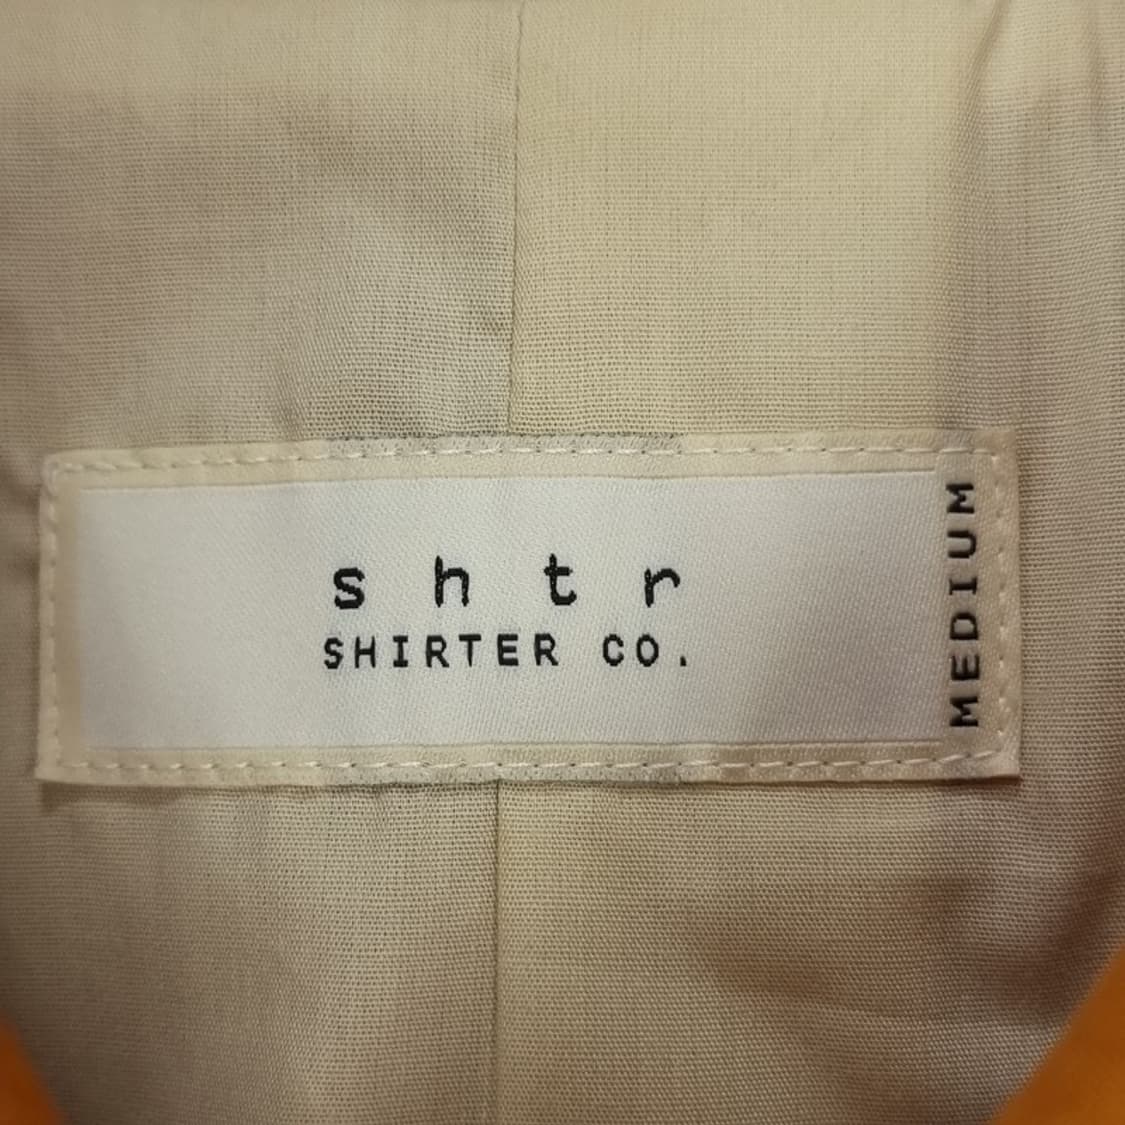 s h t r
SHIRTER CO.
MEDIUM